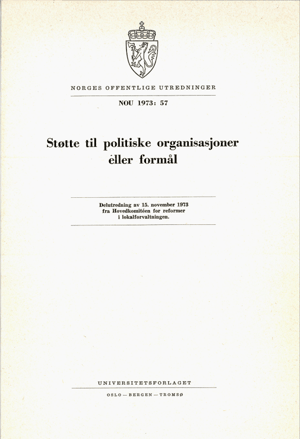 NORGES OFFENTLIGE UTREDNINGER
NOU 1973: 57
Støtte til politiske organisasjoner
eller formål
Delutredning av 15. november 1973
fra Hovedkomitéen for reformer
i lokalforvaltningen.
UNIVERSITETSFORLAGET
OSLO – BERGEN – TROMSØ